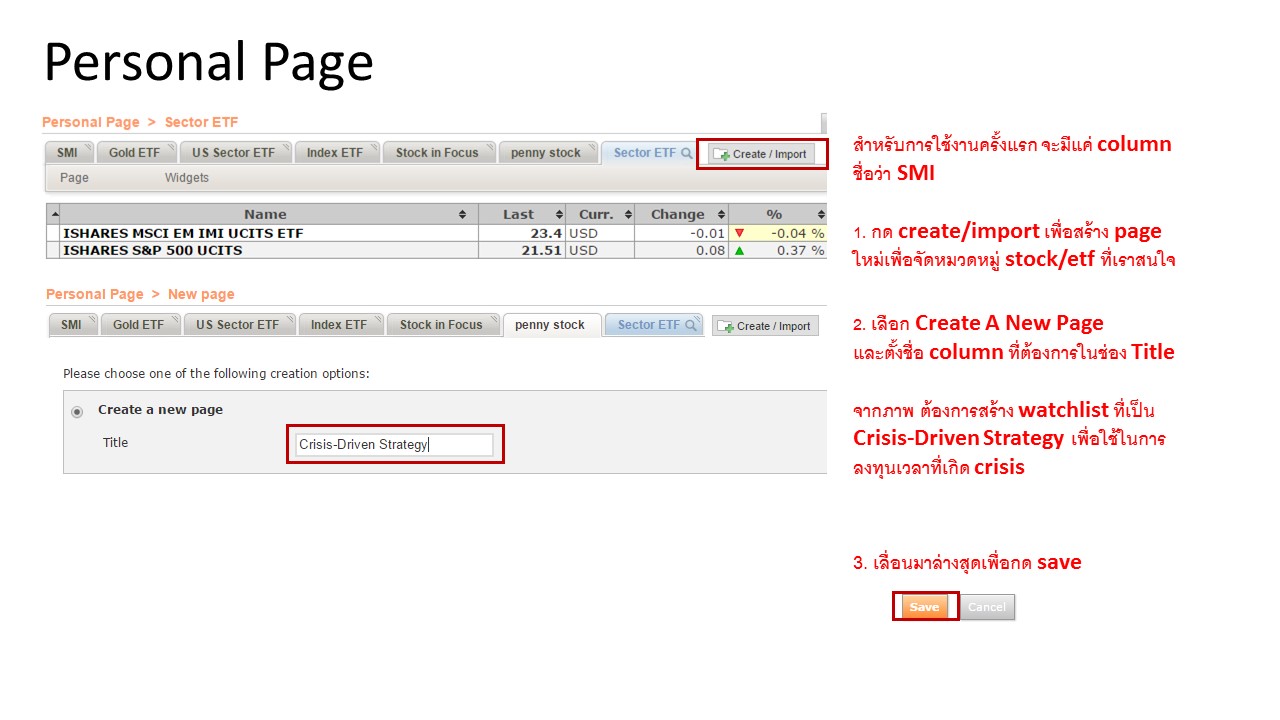 Personal Page
Personal Page > Sector ETF
SMI Gold ETF US Sector ETF Index ETF Stock in Focus penny stock Sector ETF Create / Import
Page Widgets
Name Last Curr. Change %
ISHARES MSCI EM IMI UCITS ETF 23.4 USD -0.01 -0.04 %
ISHARES S&P 500 UCITS 21.51 USD 0.08 0.37 %
Personal Page > New page
SMI Gold ETF US Sector ETF Index ETF Stock in Focus penny stock Sector ETF Create / Import
Please choose one of the following creation options:
Create a new page
Title Crisis-Driven Strategy
สำหรับการใช้งานครั้งแรก จะมีแค่ column
ชื่อว่า SMI
1. กด create/import เพื่อสร้าง page
ใหม่เพื่อจัดหมวดหมู่ stock/etf ที่เราสนใจ
2. เลือก Create A New Page
และตั้งชื่อ column ที่ต้องการในช่อง Title
จากภาพ ต้องการสร้าง watchlist ที่เป็น
Crisis-Driven Strategy เพื่อใช้ในการ
ลงทุนเวลาที่เกิด crisis
3. เลื่อนมาล่างสุดเพื่อกด save
Save Cancel